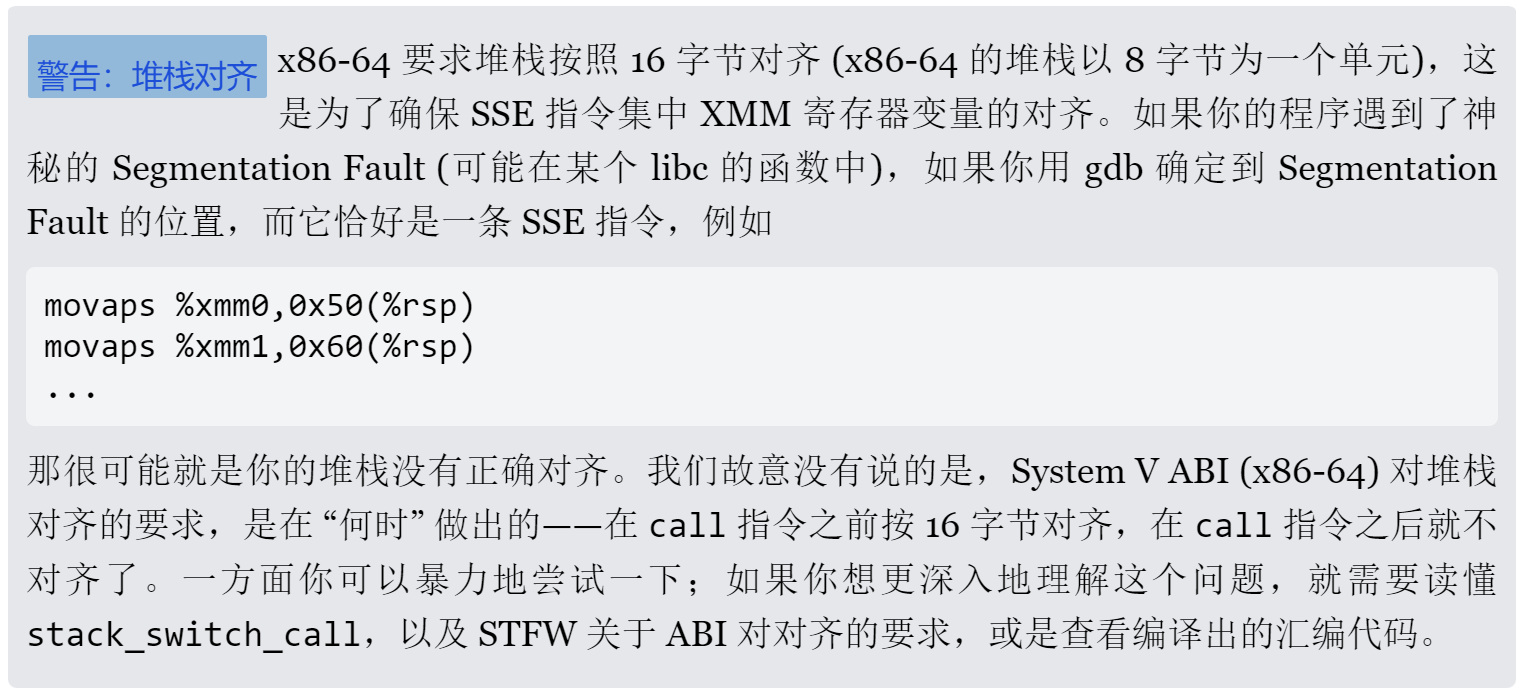 警告：堆栈对齐 x86-64 要求堆栈按照 16 字节对齐 (x86-64 的堆栈以 8 字节为一个单元)，这
是为了确保 SSE 指令集中 XMM 寄存器变量的对齐。如果你的程序遇到了神
秘的 Segmentation Fault (可能在某个 libc 的函数中)，如果你用 gdb 确定到 Segmentation
Fault 的位置，而它恰好是一条 SSE 指令，例如
movaps %xmm0,0x50(%rsp)
movaps %xmm1,0x60(%rsp)
...
那很可能就是你的堆栈没有正确对齐。我们故意没有说的是，System V ABI (x86-64) 对堆栈
对齐的要求，是在 “何时” 做出的——在 call 指令之前按 16 字节对齐，在 call 指令之后就不
对齐了。一方面你可以暴力地尝试一下；如果你想更深入地理解这个问题，就需要读懂
stack_switch_call，以及 STFW 关于 ABI 对对齐的要求，或是查看编译出的汇编代码。